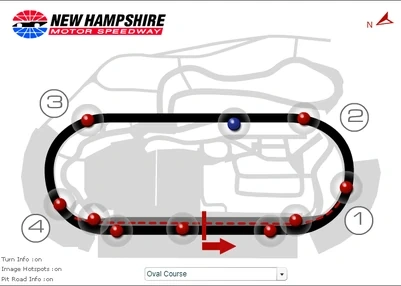 NEW HAMPSHIRE
MOTOR SPEEDWAY
N
3
2
4
1
Turn Info :on
Image Hotspots :on
Pit Road Info :on
Oval Course